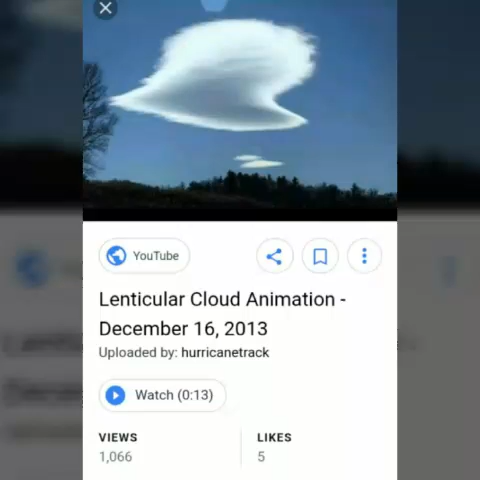 YouTube
Lenticular Cloud Animation -
December 16, 2013
Uploaded by: hurricanetrack
Watch (0:13)
VIEWS
LIKES
1,066
5